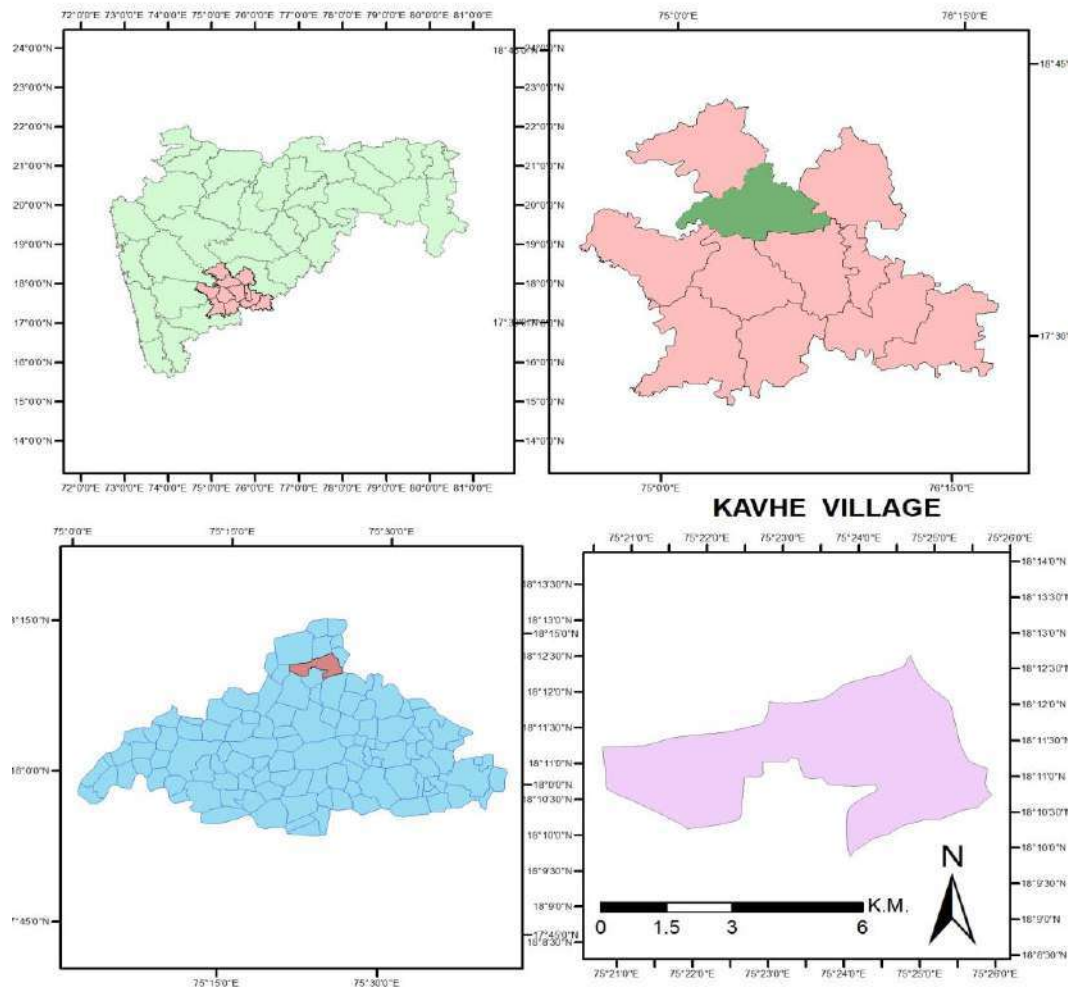 72°0'0"E 73°0'0"E 74°0'0"E 75°0'0"E 76°0'0"E 77°0'0"E 78°0'0"E 79°0'0"E 80°0'0"E 81°0'0"E
24°0'0"N
23°0'0"N
22°0'0"N
21°0'0"N
20°0'0"N
19°0'0"N
18°0'0"N
17°0'0"N
16°0'0"N
15°0'0"N
14°0'0"N
24°0'0"N
23°0'0"N
22°0'0"N
21°0'0"N
20°0'0"N
19°0'0"N
18°0'0"N
16°0'0"N
15°0'0"N
14°0'0"N
72°0'0"E 73°0'0"E 74°0'0"E 75°0'0"E 76°0'0"E 77°0'0"E 78°0'0"E 79°0'0"E 80°0'0"E 81°0'0"E
75°0'0"E 76°15'0"E
75°0'0"E 76°15'0"E
KAVHE VILLAGE
75°0'0"E 75°15'0"E 75°30'0"E
75°15'0"E 75°30'0"E
18°13'30"N
18°13'0"N
18°15'0"N
18°12'30"N
18°12'0"N
18°11'30"N
18°11'0"N
18°10'30"N
18°10'0"N
18°9'30"N
18°9'0"N
17°45'0"N
18°8'30"N
75°21'0"E 75°22'0"E 75°23'0"E 75°24'0"E 75°25'0"E 75°26'0"E
18°14'0"N
18°13'30"N
18°13'0"N
18°12'30"N
18°12'0"N
18°11'30"N
18°11'0"N
18°10'30"N
18°10'0"N
18°9'30"N
18°9'0"N
18°8'30"N
N
K.M.
0 1.5 3 6
75°21'0"E 75°22'0"E 75°23'0"E 75°24'0"E 75°25'0"E 75°26'0"E